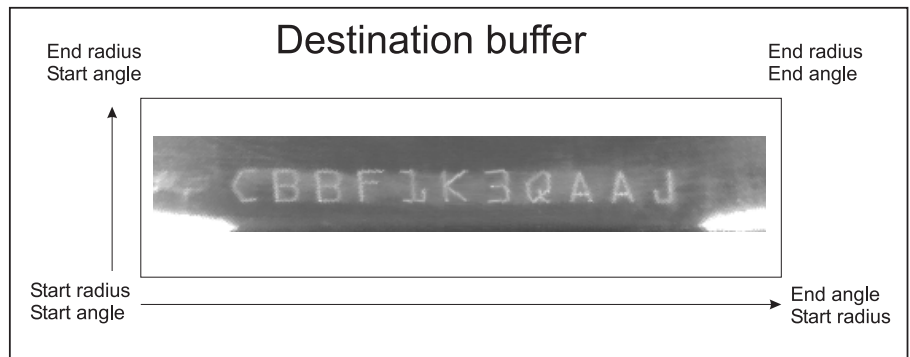 Destination buffer
End radius
Start angle
End radius
End angle
CBBF1K3QAAJ
Start radius
Start angle
End angle
Start radius